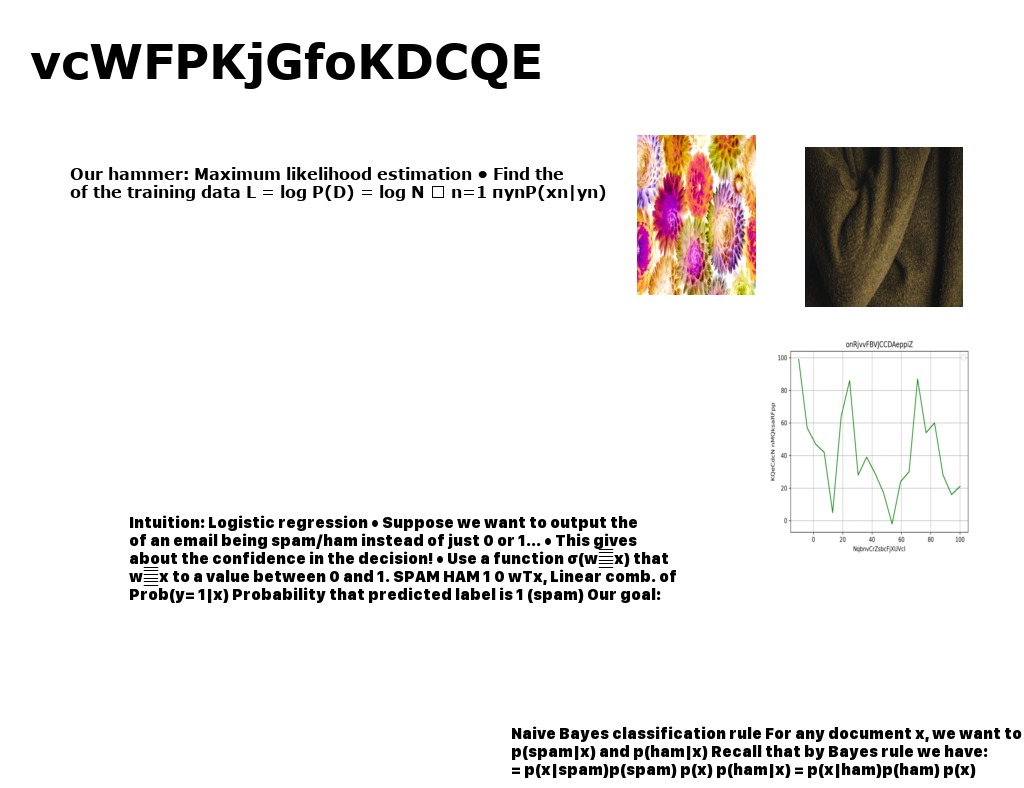 vcWFPKjGfoKDCQE
Our hammer: Maximum likelihood estimation • Find the
of the training data L = log P(D) = log N □ n=1 πynP(xn|yn)
onRjvvFBVJCCDAeppiZ
100
80
60
40
20
0
KQeCdcN nMQksaRFpp
0 20 40 60 80 100
NqbnvCrZsbcFjXUVcI
Intuition: Logistic regression • Suppose we want to output the
of an email being spam/ham instead of just 0 or 1... • This gives
about the confidence in the decision! • Use a function σ(w x) that
w x to a value between 0 and 1. SPAM HAM 1 0 wTx, Linear comb. of
Prob(y= 1|x) Probability that predicted label is 1 (spam) Our goal:
Naive Bayes classification rule For any document x, we want to
p(spam|x) and p(ham|x) Recall that by Bayes rule we have:
= p(x|spam)p(spam) p(x) p(ham|x) = p(x|ham)p(ham) p(x)